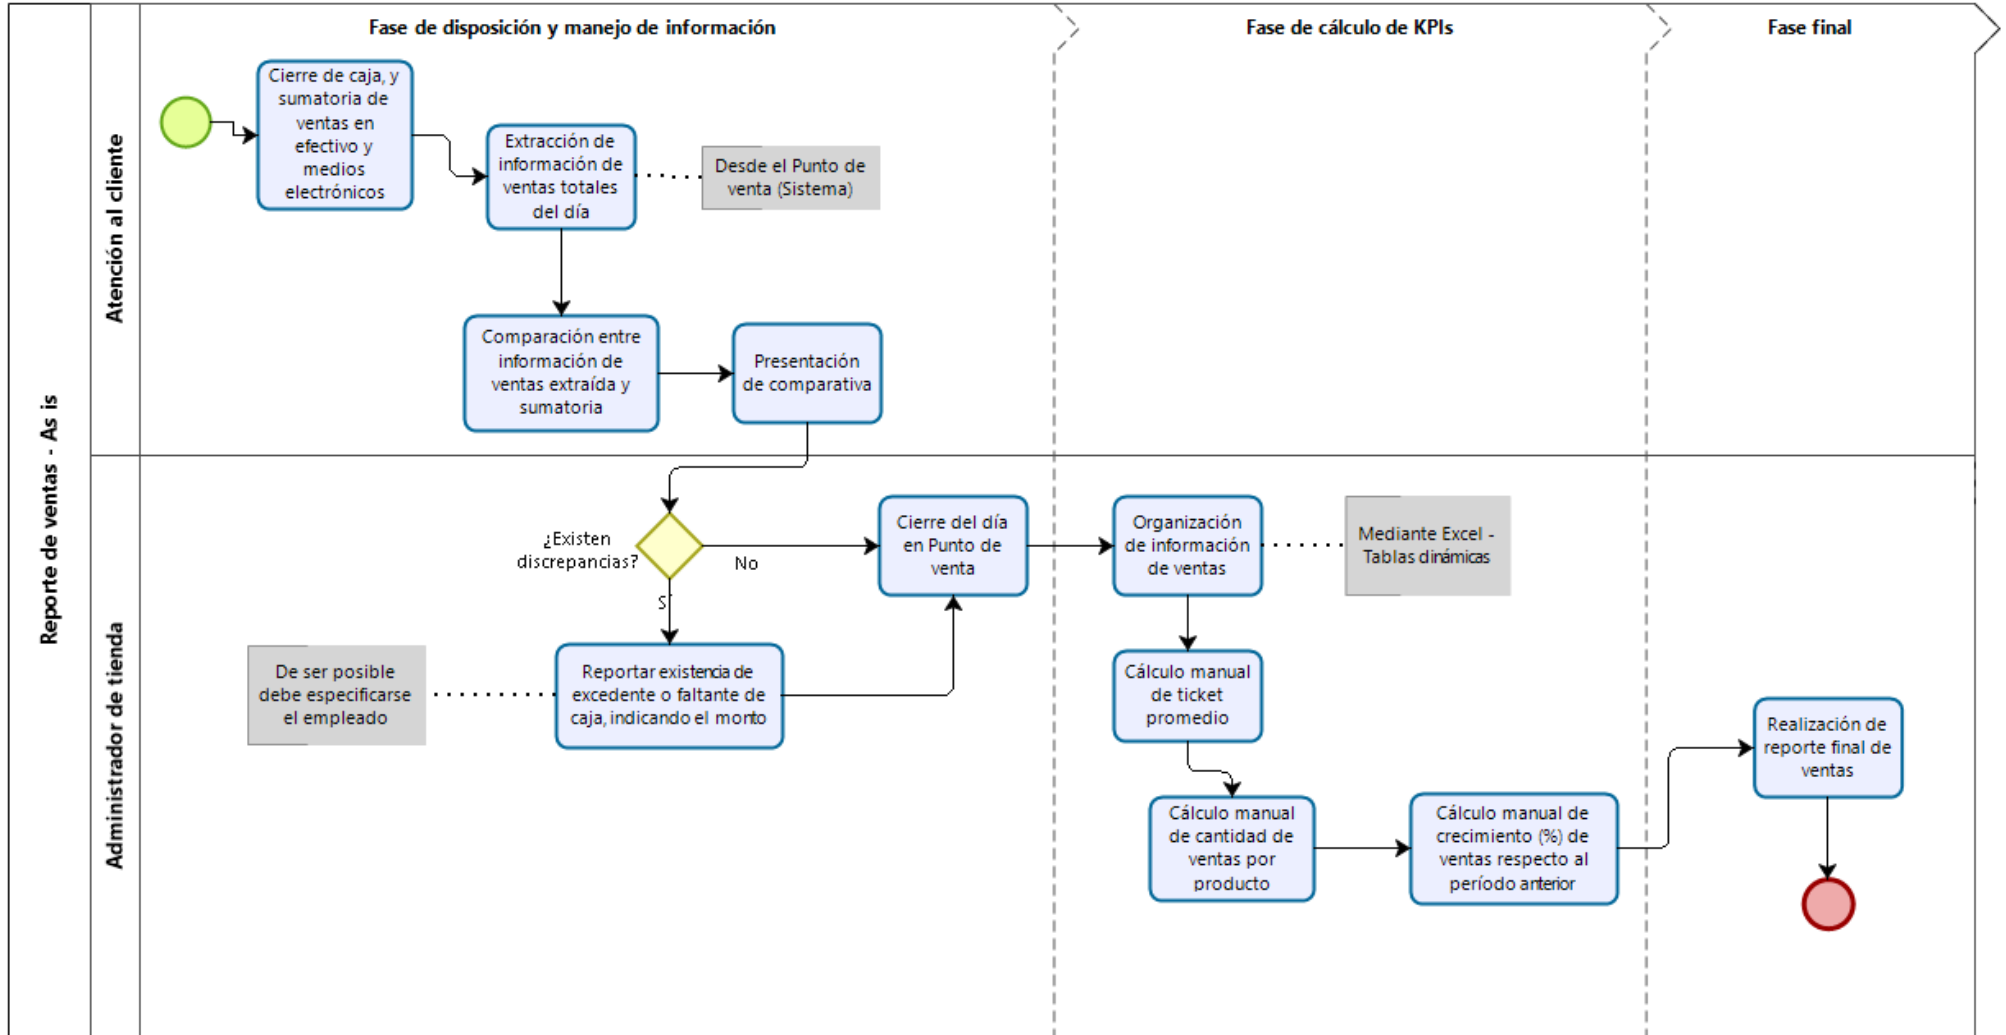 Reporte de ventas - As is
Fase de disposición y manejo de información
Fase de cálculo de KPIs
Fase final
Atención al cliente
Cierre de caja, y
sumatoria de
ventas en
efectivo y
medios
electrónicos
Extracción de
información de
ventas totales
del día
Desde el Punto de
venta (Sistema)
Comparación entre
información de
ventas extraída y
sumatoria
Presentación
de comparativa
Administrador de tienda
¿Existen
discrepancias?
No
Sí
Cierre del día
en Punto de
venta
De ser posible
debe especificarse
el empleado
Reportar existencia de
excedente o faltante de
caja, indicando el monto
Organización
de información
de ventas
Mediante Excel -
Tablas dinámicas
Cálculo manual
de ticket
promedio
Cálculo manual
de cantidad de
ventas por
producto
Cálculo manual de
crecimiento (%) de
ventas respecto al
período anterior
Realización de
reporte final de
ventas